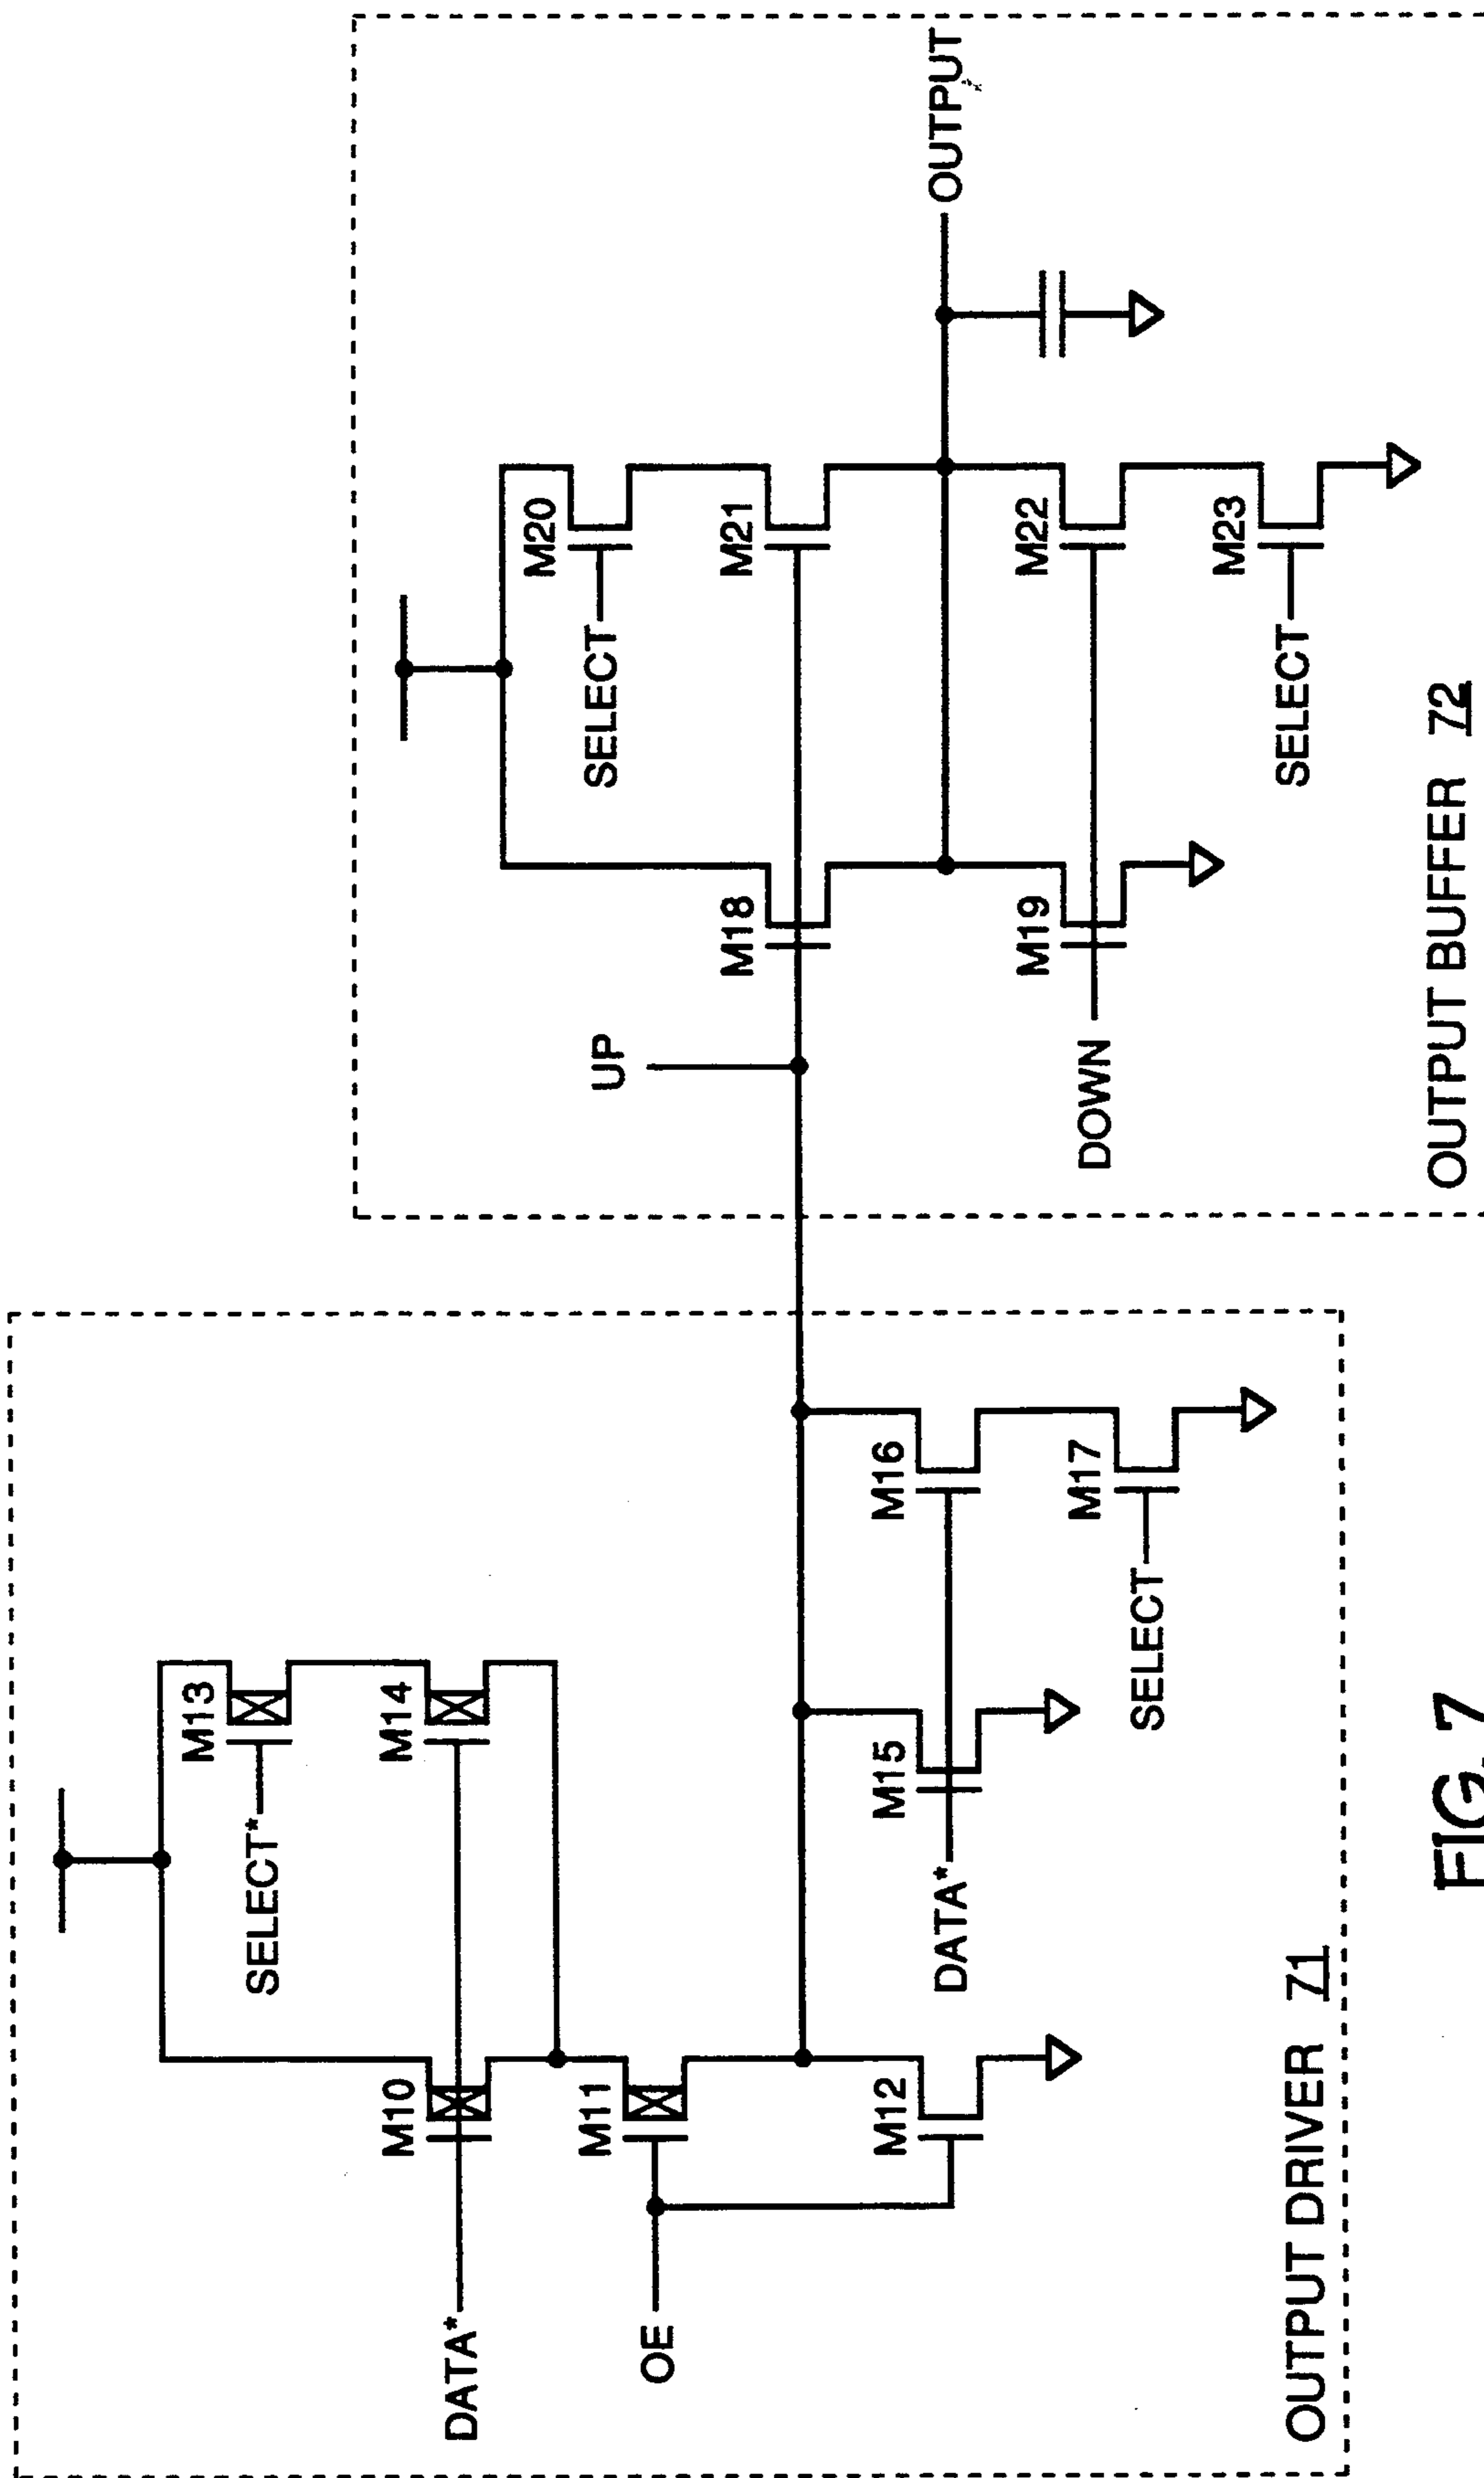 M13
SELECT*
M14
M10
DATA*
M11
OE
M12
M15
DATA*
M16
M17
SELECT
OUTPUT DRIVER 71
UP
M20
SELECT
M18
M21
OUTPUT
M19
M22
DOWN
M23
SELECT
OUTPUT BUFFER 72
FIG. 7